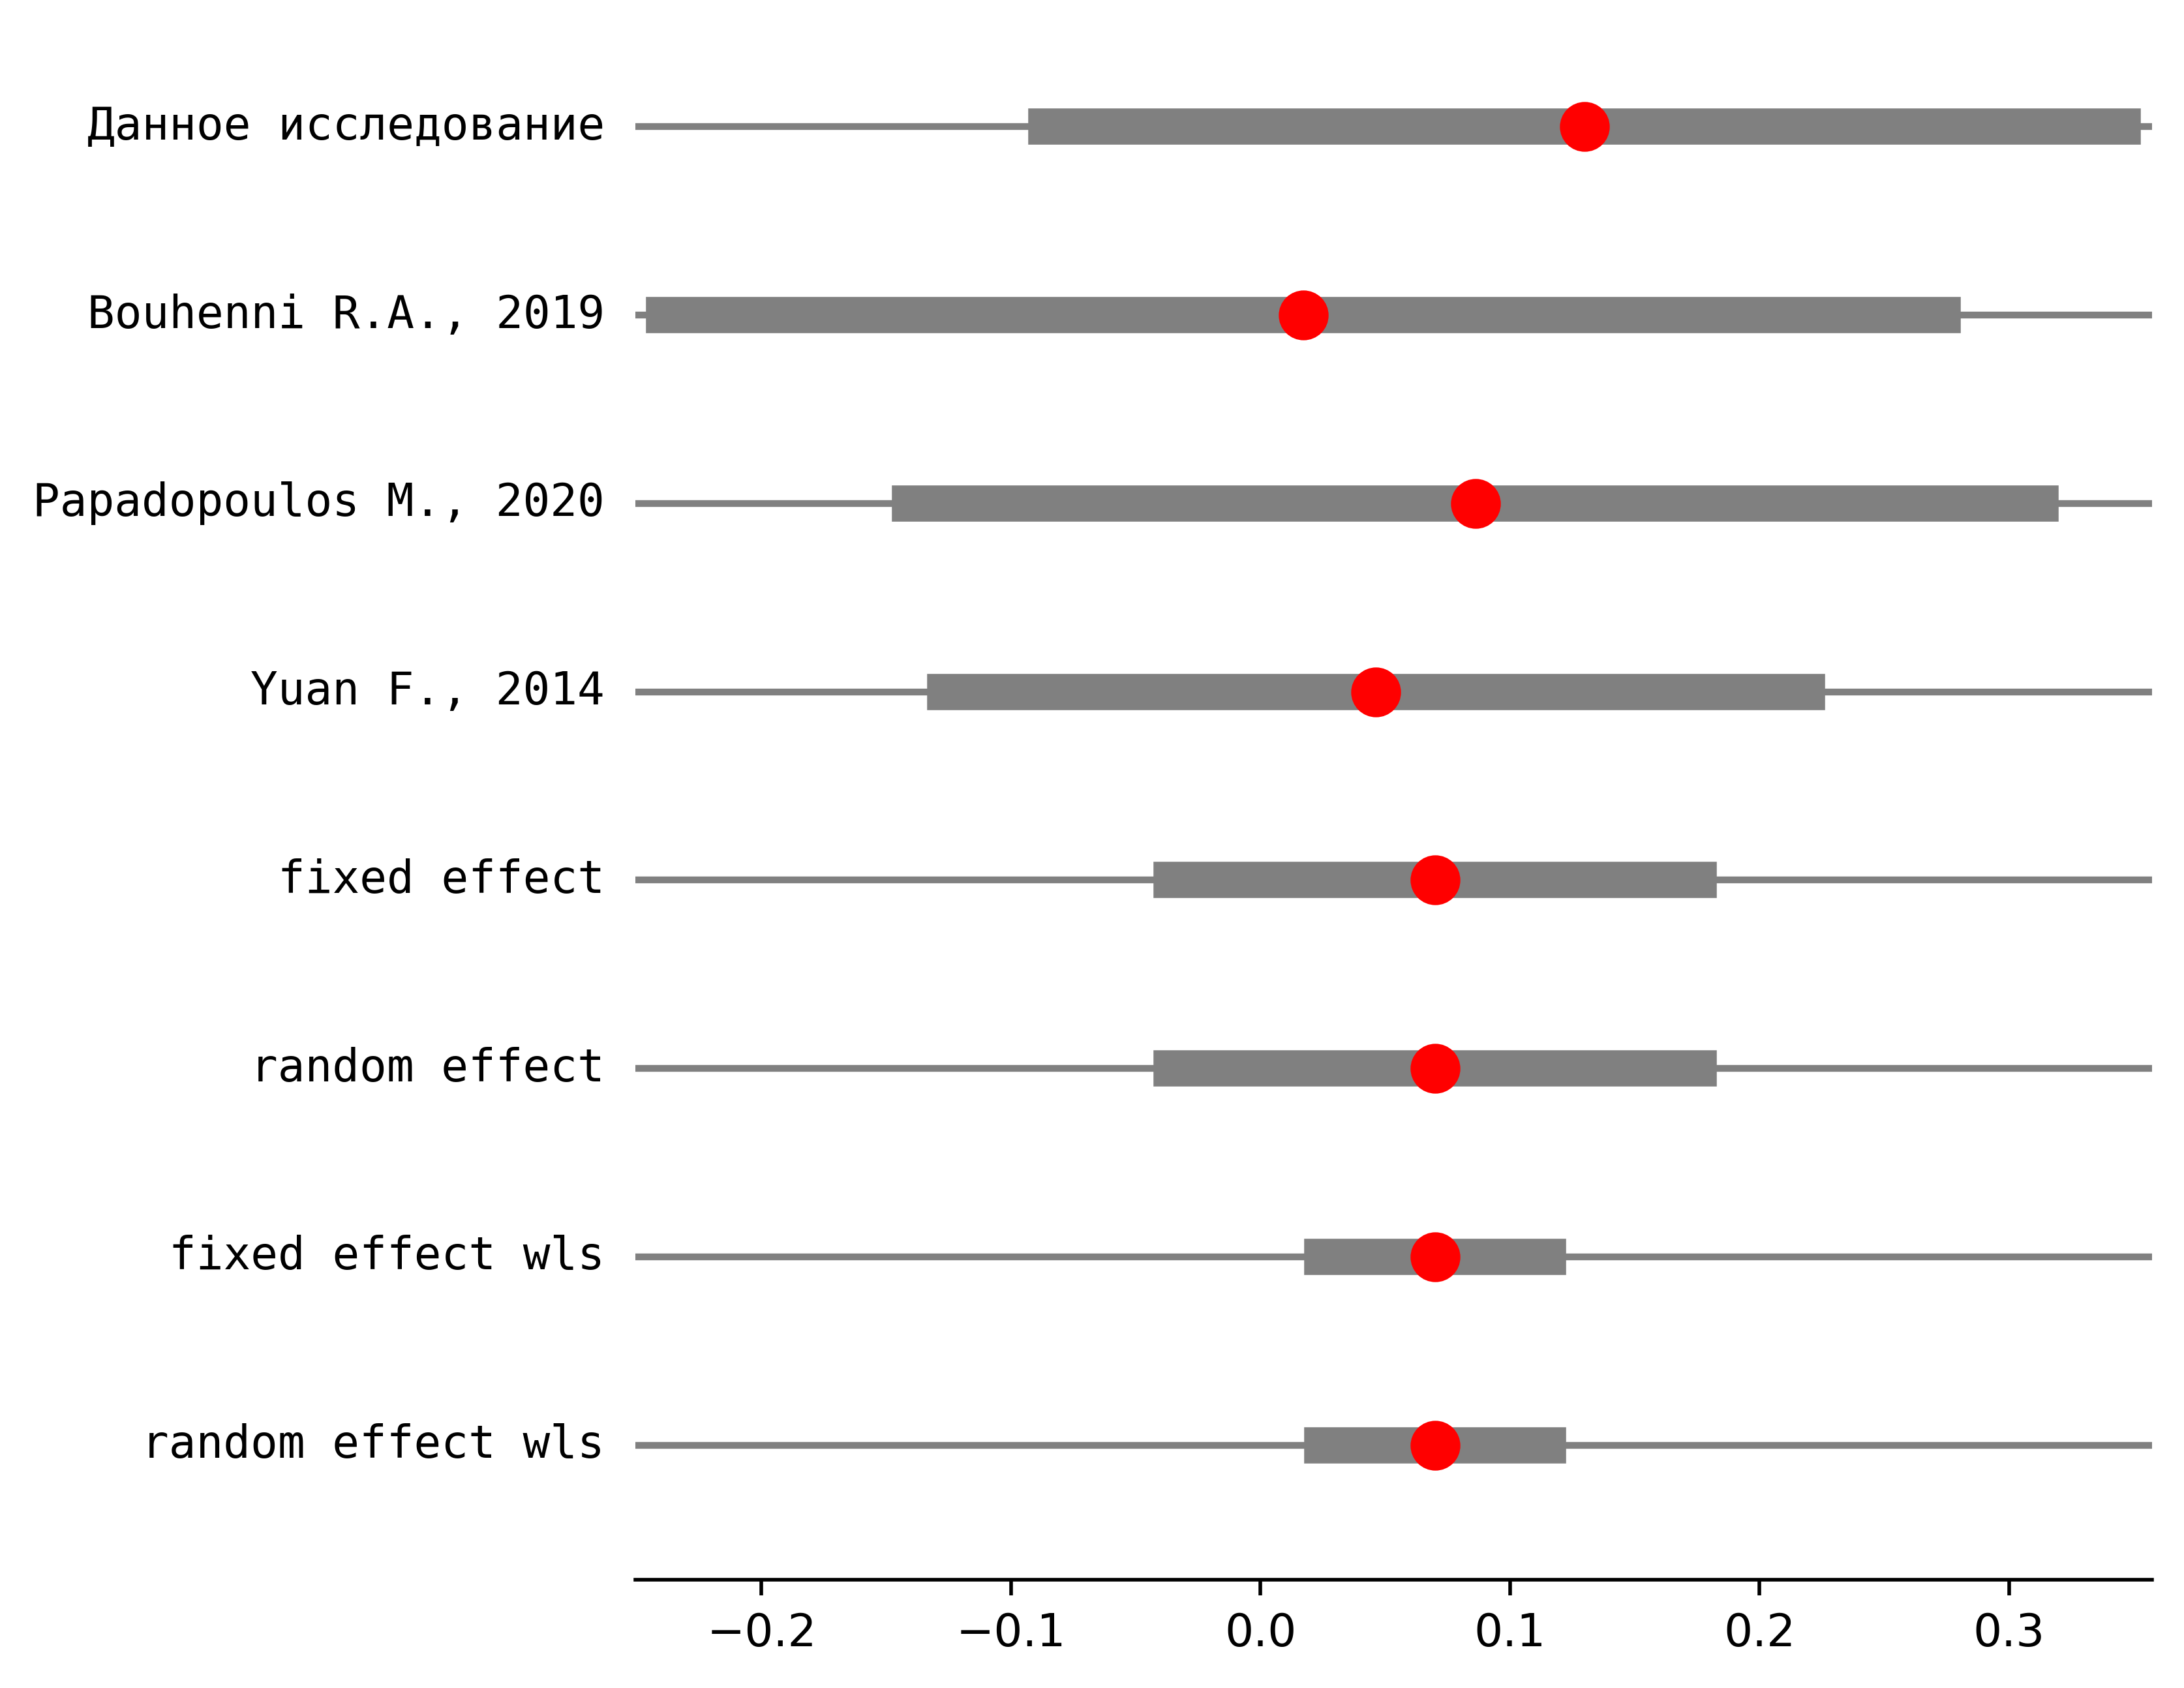 Данное исследование
Bouhenni R.A., 2019
Papadopoulos M., 2020
Yuan F., 2014
fixed effect
random effect
fixed effect wls
random effect wls
−0.2 −0.1 0.0 0.1 0.2 0.3